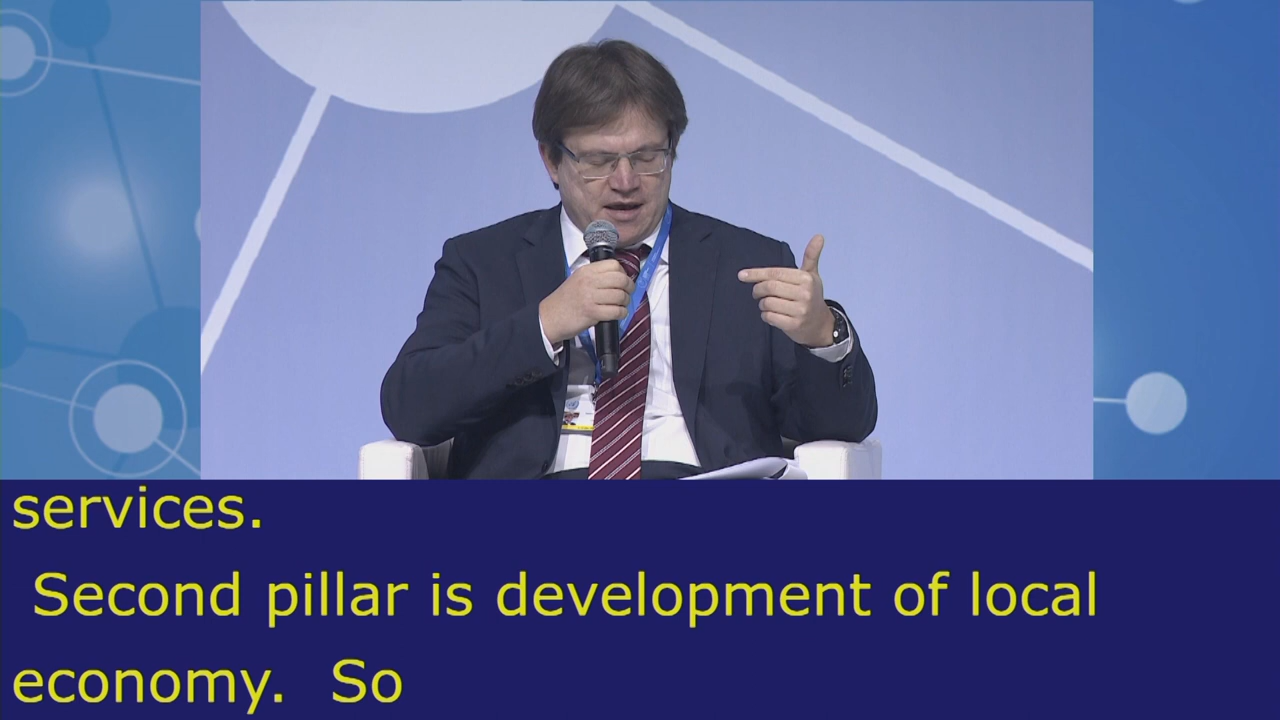 services.
Second pillar is development of local
economy.  So